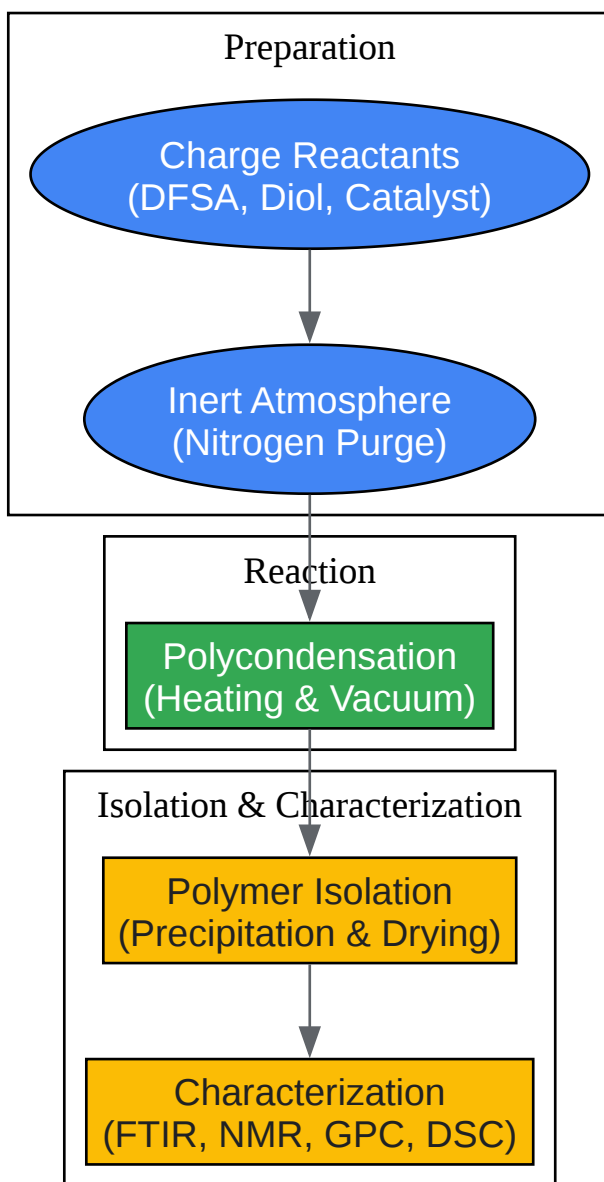 Preparation
Charge Reactants
(DFSA, Diol, Catalyst)
Inert Atmosphere
(Nitrogen Purge)
Reaction
Polycondensation
(Heating & Vacuum)
Isolation & Characterization
Polymer Isolation
(Precipitation & Drying)
Characterization
(FTIR, NMR, GPC, DSC)